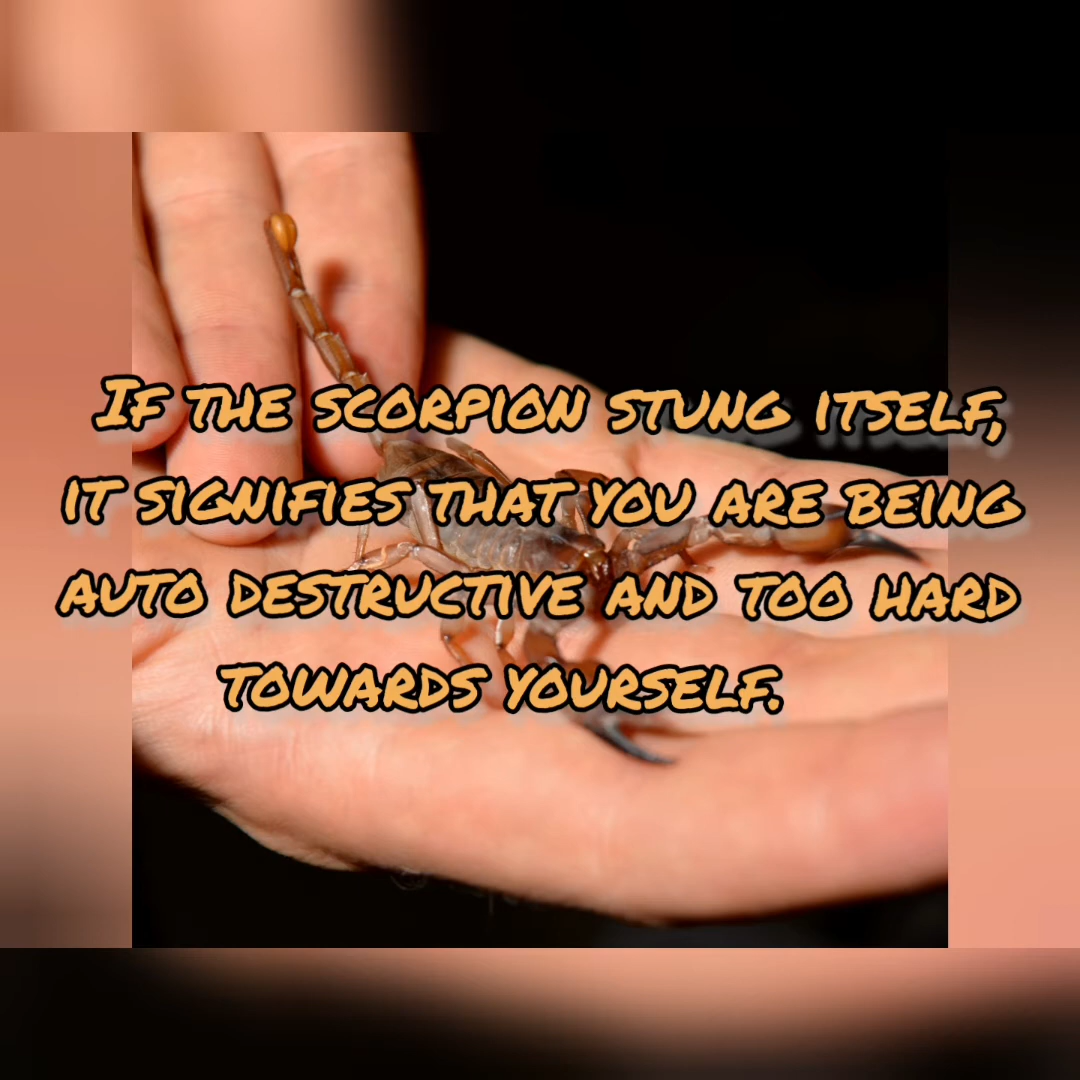 If the scorpion stung itself,
it signifies that you are being
auto destructive and too hard
towards yourself.